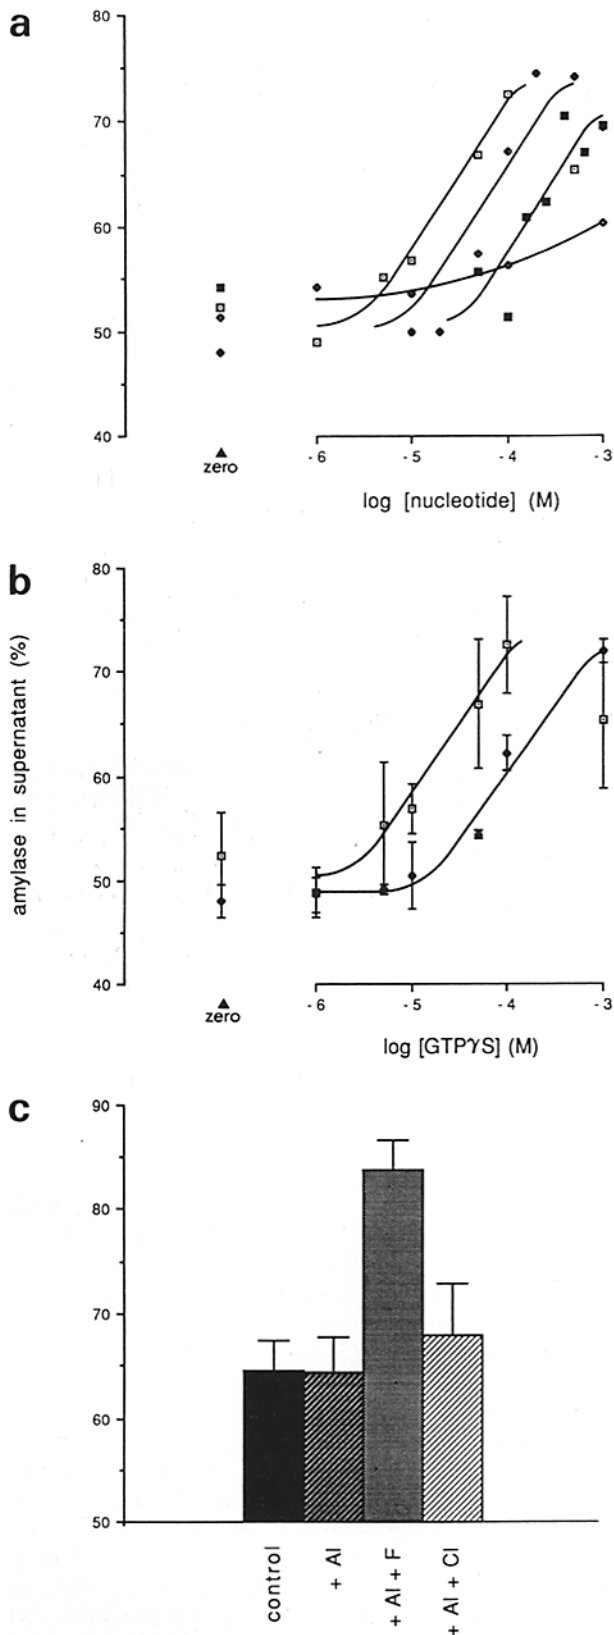 a
80
70
60
50
40
zero
- 6 - 5 - 4 - 3
log [nucleotide] (M)
b
amylase in supernatant (%)
80
70
60
50
40
zero
- 6 - 5 - 4 - 3
log [GTPγS] (M)
c
90
80
70
60
50
control
+ Al
+ Al + F
+ Al + Cl